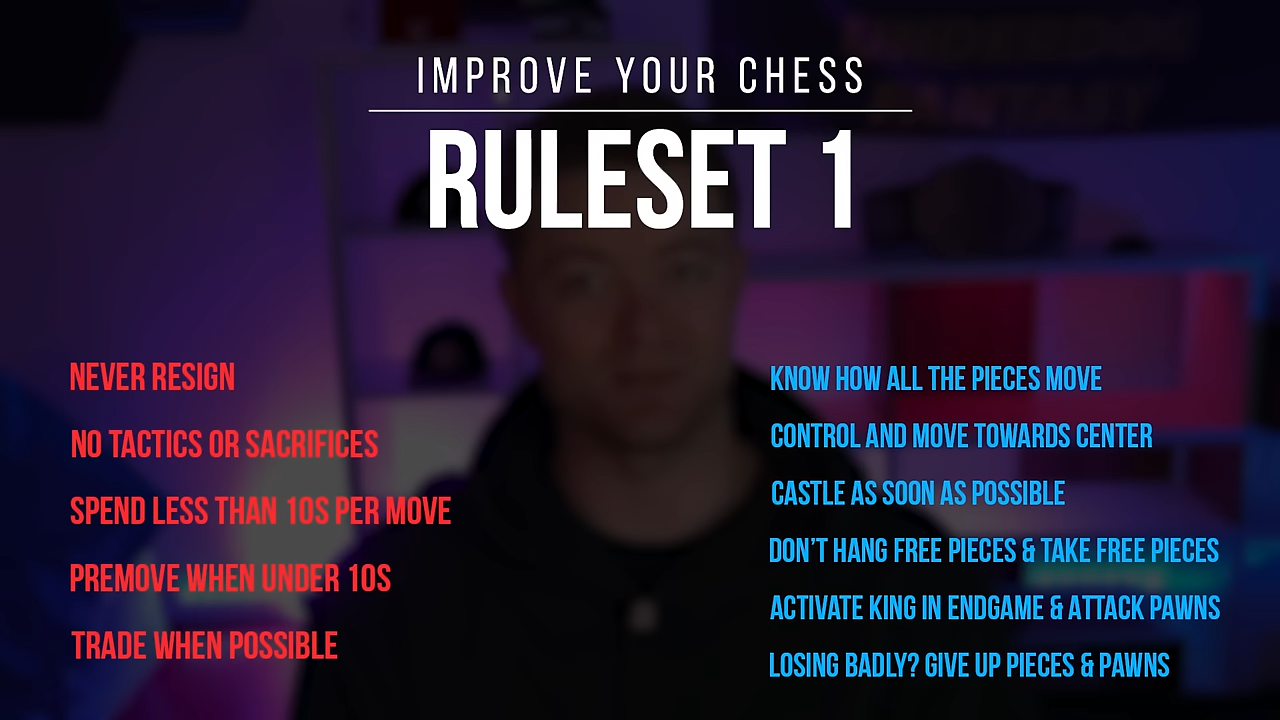 IMPROVE YOUR CHESS
RULESET 1
NEVER RESIGN
NO TACTICS OR SACRIFICES
SPEND LESS THAN 10S PER MOVE
PREMOVE WHEN UNDER 10S
TRADE WHEN POSSIBLE
KNOW HOW ALL THE PIECES MOVE
CONTROL AND MOVE TOWARDS CENTER
CASTLE AS SOON AS POSSIBLE
DON'T HANG FREE PIECES & TAKE FREE PIECES
ACTIVATE KING IN ENDGAME & ATTACK PAWNS
LOSING BADLY? GIVE UP PIECES & PAWNS